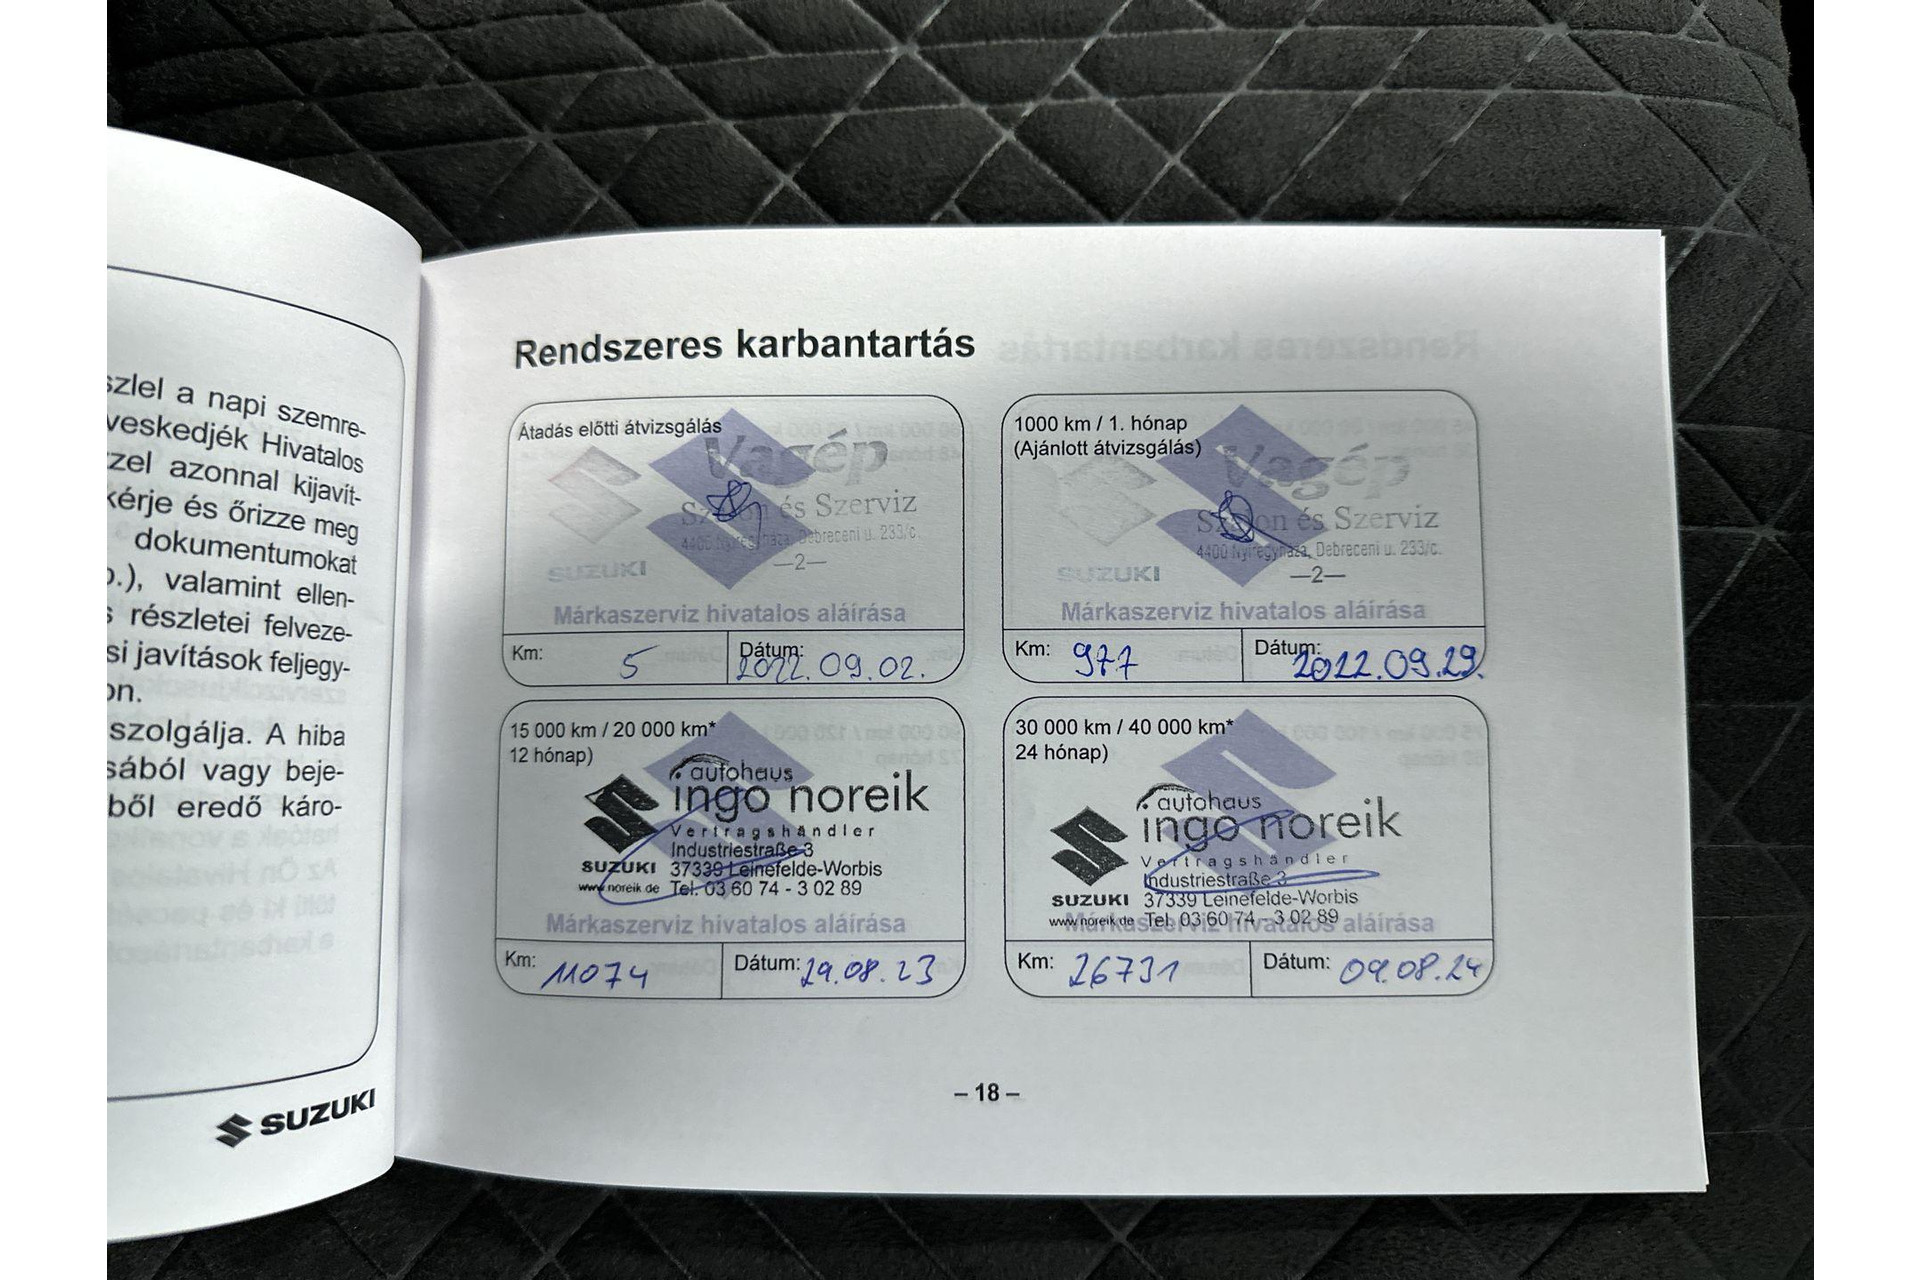 szlel a napi szemre-
veskedjék Hivatalos
zzel azonnal kijavít-
kérje és őrizze meg
dokumentumokat
o.), valamint ellen-
s részletei felveze-
si javítások feljegy-
on.
szolgálja. A hiba
sából vagy beje-
ből eredő káro-
SUZUKI
Rendszeres karbantartás
Átadás előtti átvizsgálás
Vagép
Szalon és Szerviz
4400 Nyíregyháza, Debreceni u. 233/c.
—2—
SUZUKI
Márkaszerviz hivatalos aláírása
Km: 5
Dátum: 2022.09.02.
1000 km / 1. hónap
(Ajánlott átvizsgálás)
Vagép
Szalon és Szerviz
4400 Nyíregyháza, Debreceni u. 233/c.
—2—
SUZUKI
Márkaszerviz hivatalos aláírása
Km: 977
Dátum: 2022.09.29.
15 000 km / 20 000 km*
12 hónap)
autohaus
ingo noreik
Vertragshändler
Industriestraße 3
SUZUKI 37339 Leinefelde-Worbis
www.noreik.de Tel. 03 60 74 - 3 02 89
Márkaszerviz hivatalos aláírása
Km: 11074
Dátum: 29.08.23
30 000 km / 40 000 km*
24 hónap)
autohaus
ingo noreik
Vertragshändler
Industriestraße 3
SUZUKI 37339 Leinefelde-Worbis
www.noreik.de Tel. 03 60 74 - 3 02 89
Márkaszerviz hivatalos aláírása
Km: 26731
Dátum: 09.08.24
– 18 –